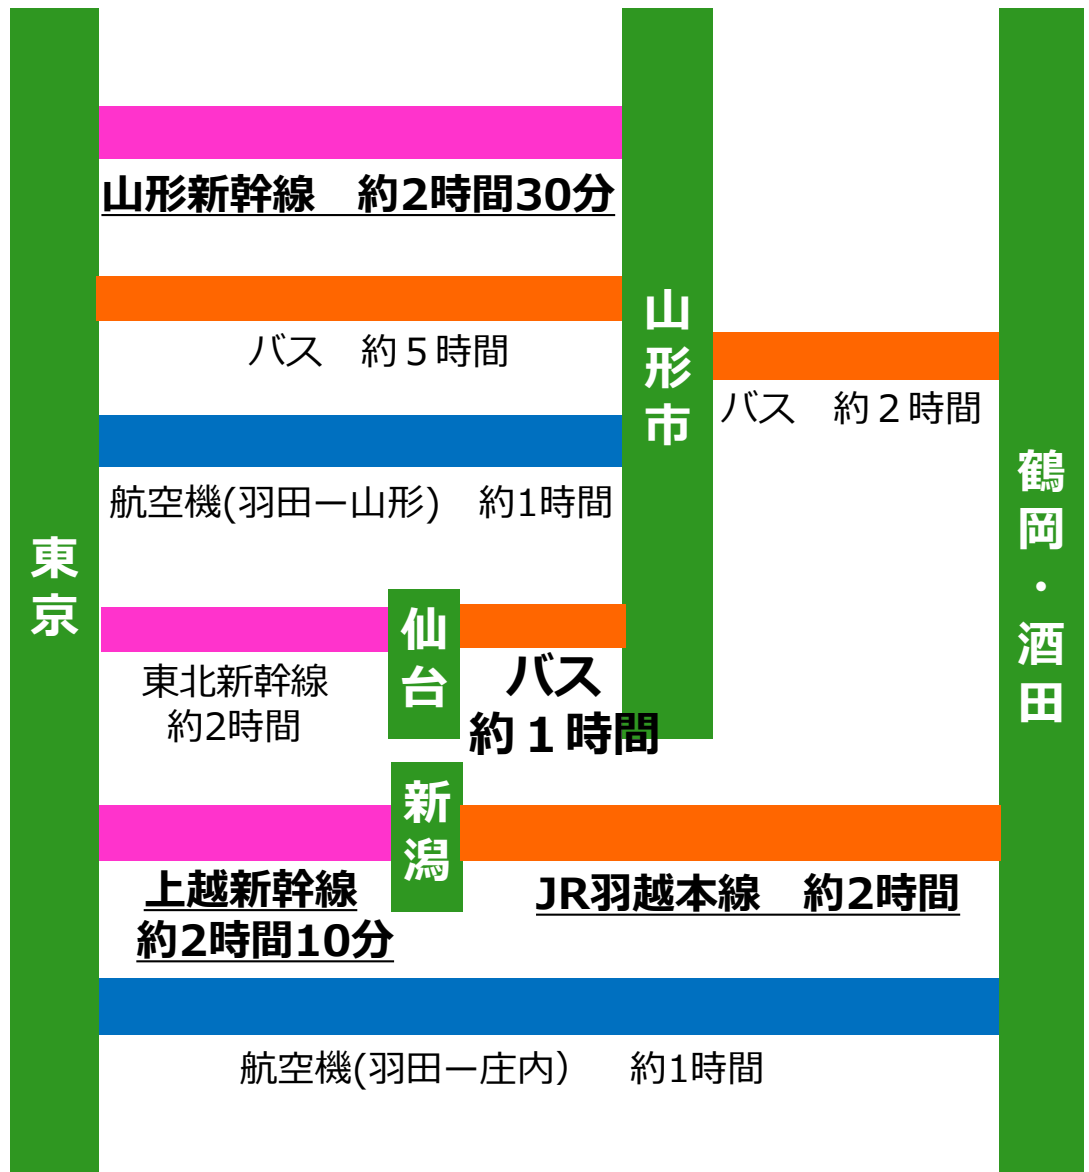 東京
山形新幹線　約2時間30分
バス　約５時間
航空機(羽田ー山形)　約1時間
山形市
バス　約２時間
鶴岡・酒田
東北新幹線
約2時間
仙台
バス
約１時間
新潟
上越新幹線
約2時間10分
JR羽越本線　約2時間
航空機(羽田ー庄内）　約1時間